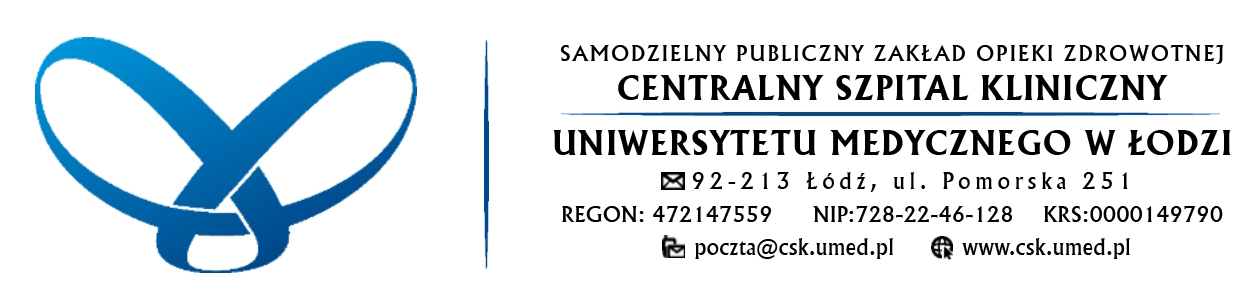 SAMODZIELNY PUBLICZNY ZAKŁAD OPIEKI ZDROWOTNEJ
CENTRALNY SZPITAL KLINICZNY
UNIWERSYTETU MEDYCZNEGO W ŁODZI
92-213 Łódź, ul. Pomorska 251
REGON: 472147559 NIP:728-22-46-128 KRS:0000149790
poczta@csk.umed.pl www.csk.umed.pl